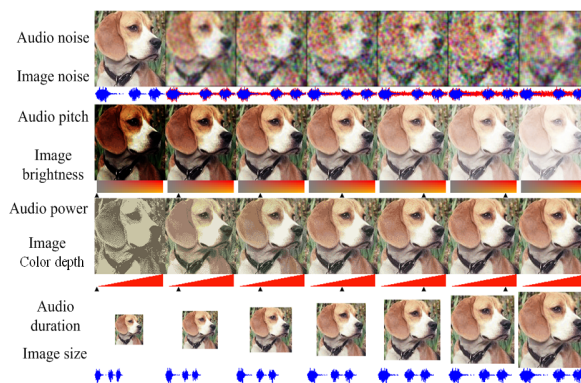 Audio noise
Image noise
Audio pitch
Image
brightness
Audio power
Image
Color depth
Audio
duration
Image size